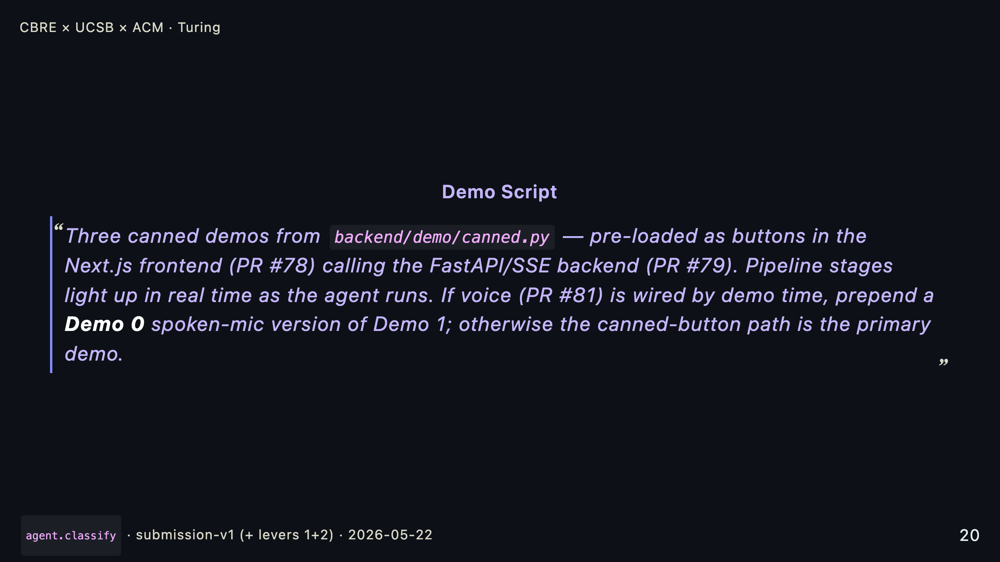 CBRE × UCSB × ACM · Turing
Demo Script
“Three canned demos from backend/demo/canned.py — pre-loaded as buttons in the
Next.js frontend (PR #78) calling the FastAPI/SSE backend (PR #79). Pipeline stages
light up in real time as the agent runs. If voice (PR #81) is wired by demo time, prepend a
Demo 0 spoken-mic version of Demo 1; otherwise the canned-button path is the primary
demo.”
agent.classify · submission-v1 (+ levers 1+2) · 2026-05-22
20